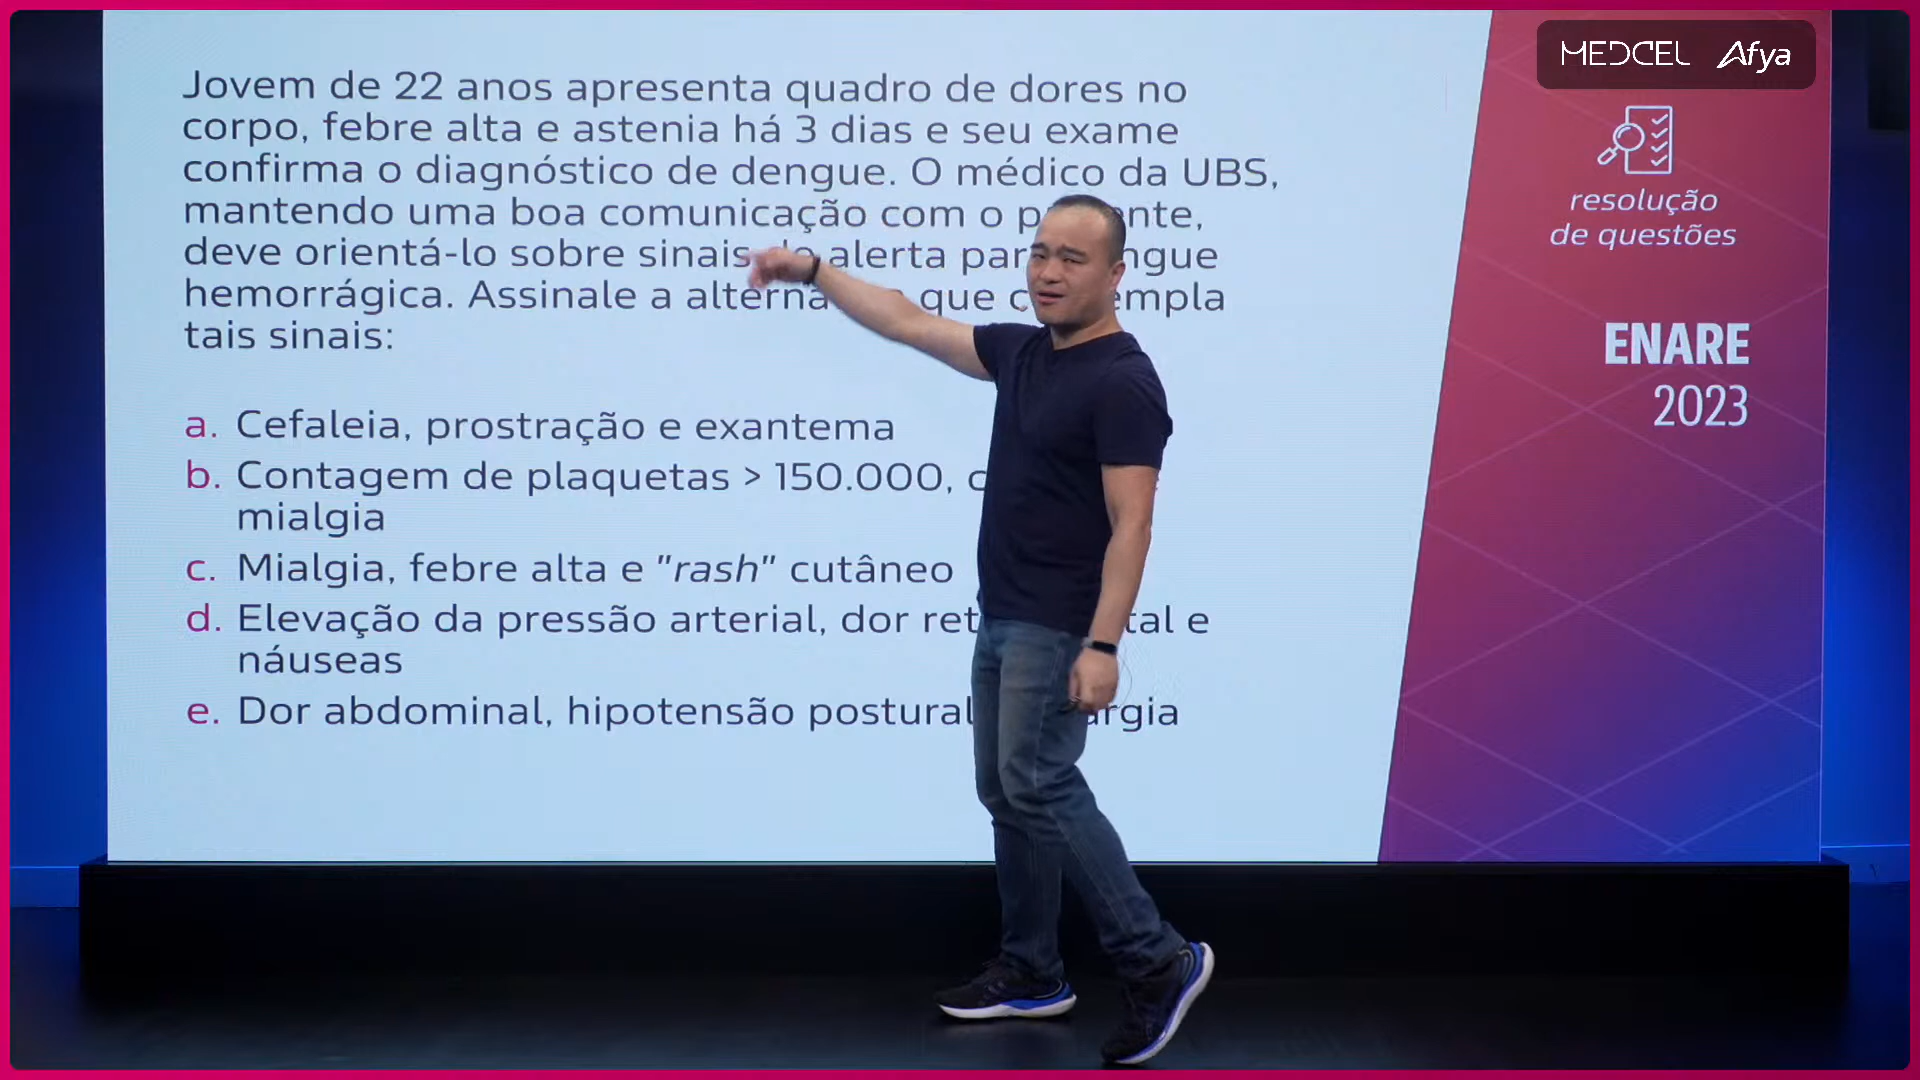 MEDCEL Afya
Jovem de 22 anos apresenta quadro de dores no
corpo, febre alta e astenia há 3 dias e seu exame
confirma o diagnóstico de dengue. O médico da UBS,
mantendo uma boa comunicação com o
deve orientá-lo sobre sinais alerta
hemorrágica. Assinale a que
tais sinais:
a. Cefaleia, prostração e exantema
b. Contagem de plaquetas > 150.000,
mialgia
c. Mialgia, febre alta e "rash" cutâneo
d. Elevação da pressão arterial, dor e
náuseas
e. Dor abdominal, hipotensão postural
resolução
de questões
ENARE
2023